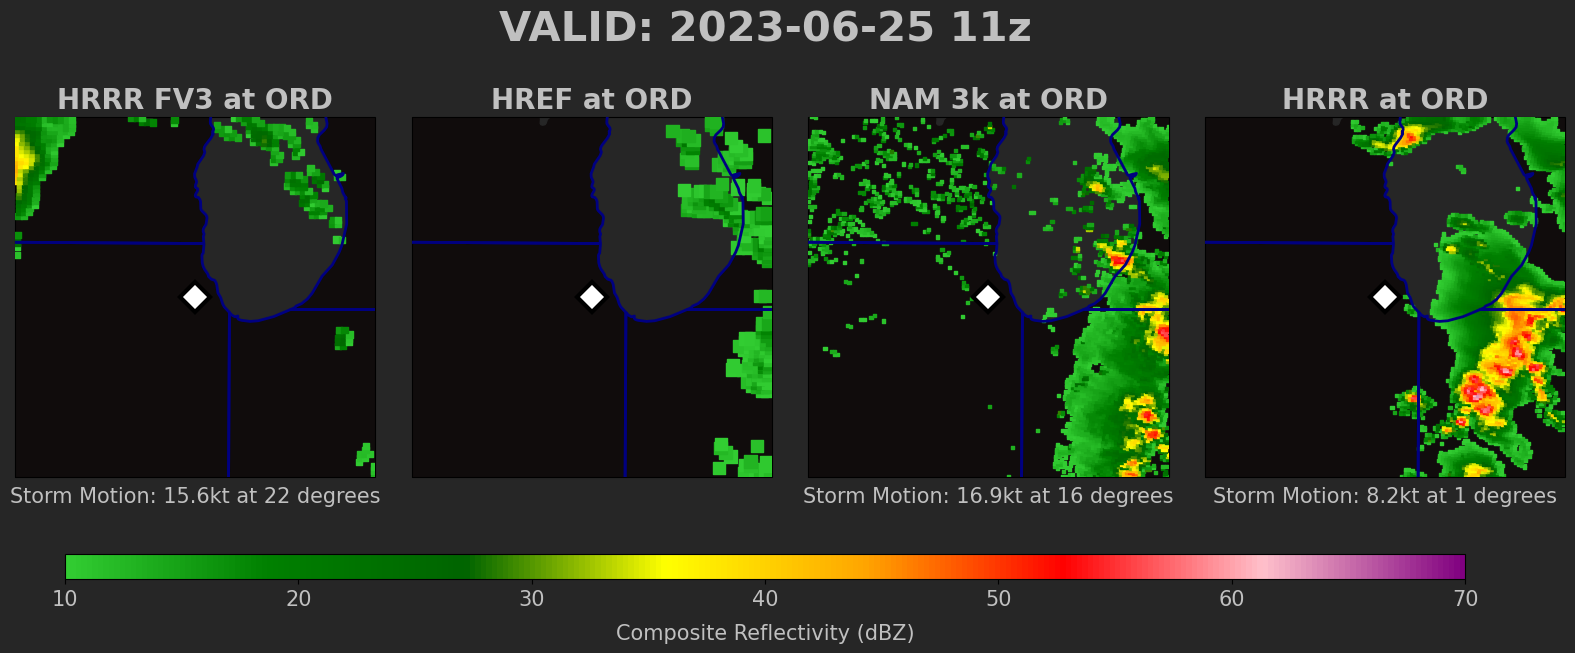 VALID: 2023-06-25 11z
HRRR FV3 at ORD
HREF at ORD
NAM 3k at ORD
HRRR at ORD
Storm Motion: 15.6kt at 22 degrees
Storm Motion: 16.9kt at 16 degrees
Storm Motion: 8.2kt at 1 degrees
10 20 30 40 50 60 70
Composite Reflectivity (dBZ)